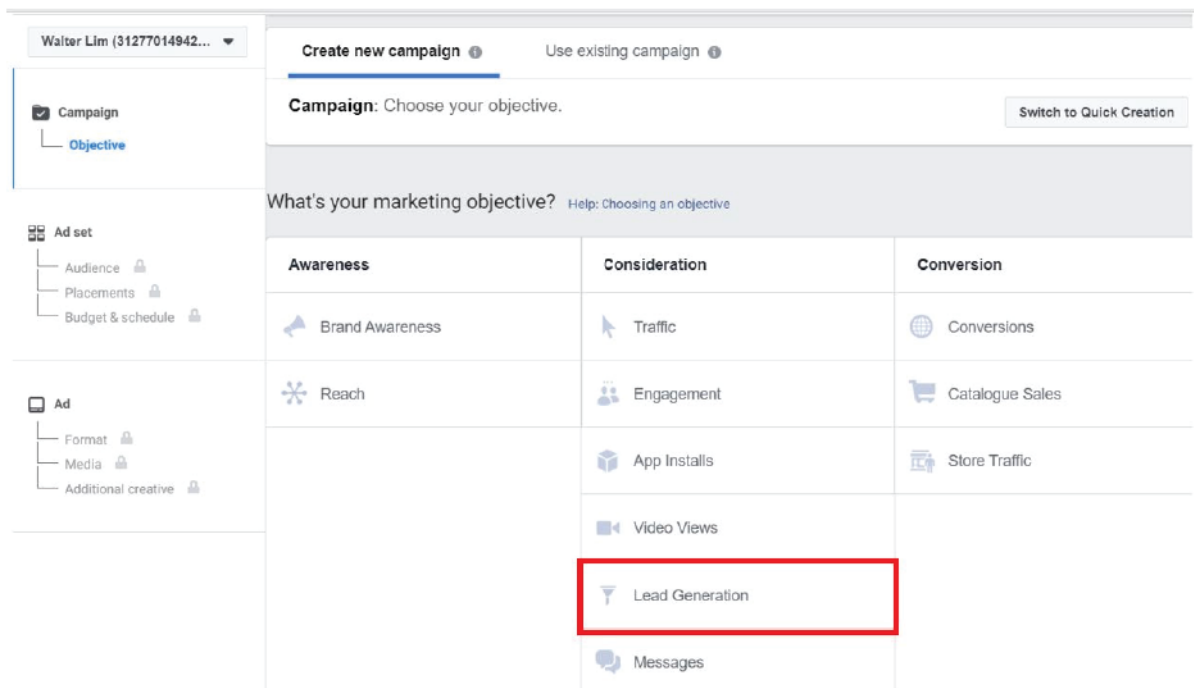 Walter Lim (31277014942...
Campaign
Objective
Ad set
Audience
Placements
Budget & schedule
Ad
Format
Media
Additional creative
Create new campaign
Use existing campaign
Campaign: Choose your objective.
Switch to Quick Creation
What's your marketing objective? Help: Choosing an objective
Awareness
Consideration
Conversion
Brand Awareness
Traffic
Conversions
Reach
Engagement
Catalogue Sales
App Installs
Store Traffic
Video Views
Lead Generation
Messages